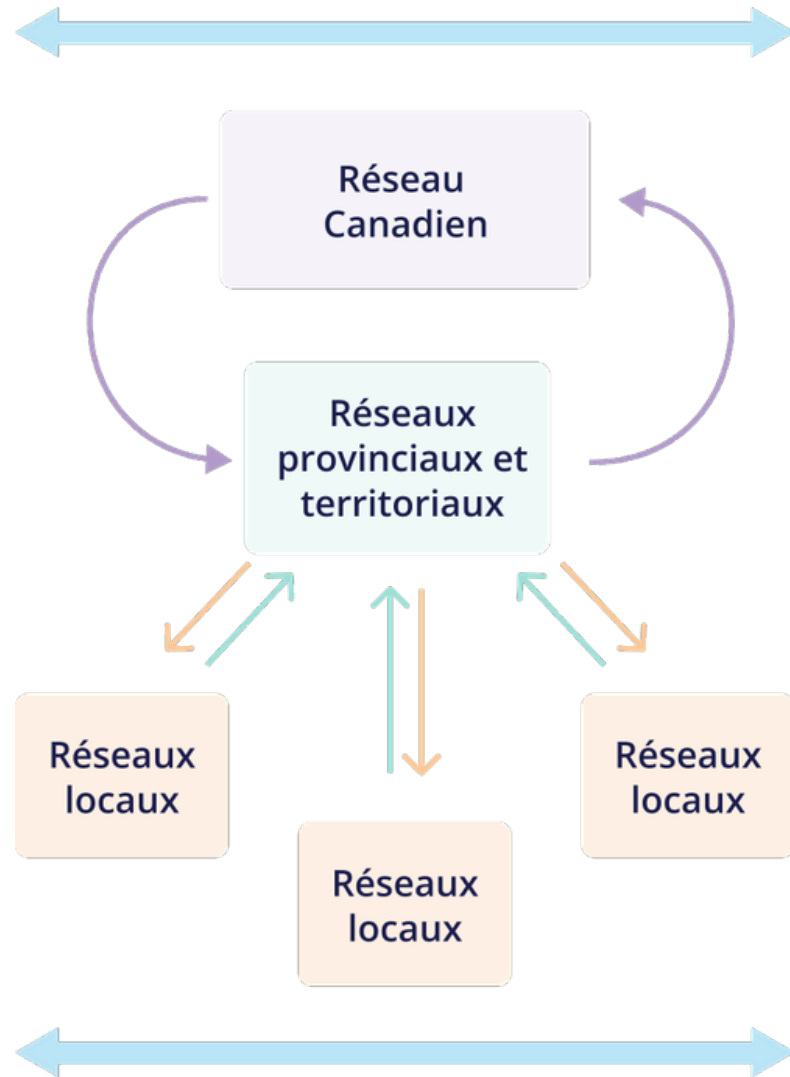 Réseau
Canadien
Réseaux
provinciaux et
territoriaux
Réseaux
locaux
Réseaux
locaux
Réseaux
locaux